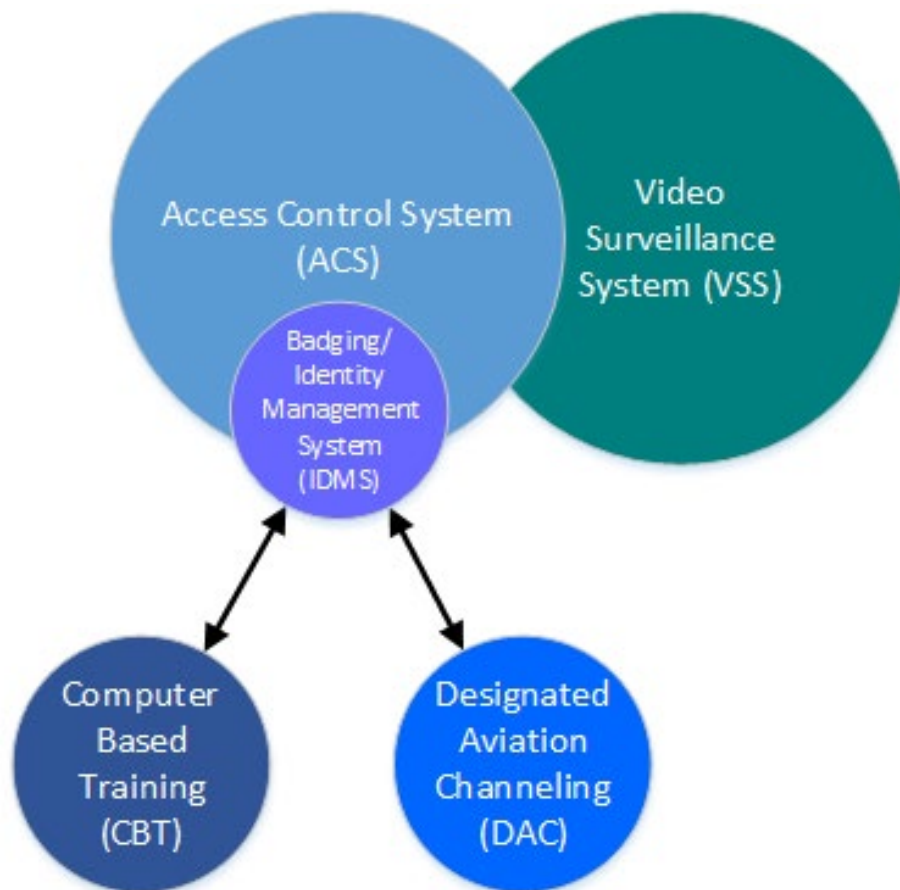 Access Control System
(ACS)
Video
Surveillance
System (VSS)
Badging/
Identity
Management
System
(IDMS)
Computer
Based
Training
(CBT)
Designated
Aviation
Channeling
(DAC)